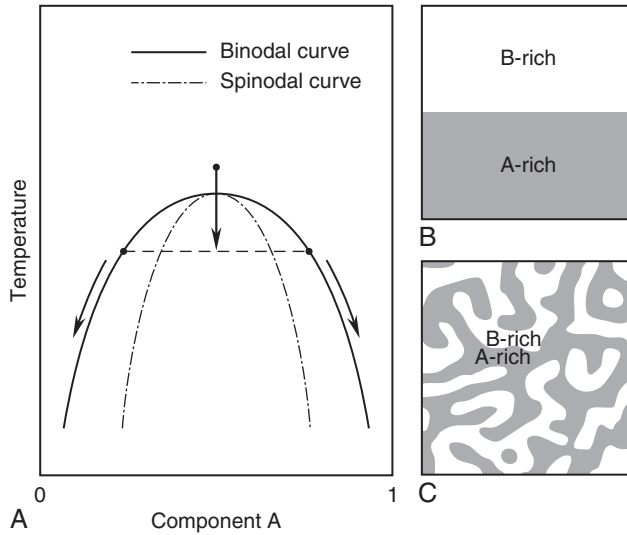 Binodal curve
Spinodal curve
Temperature
0
1
Component A
A
B-rich
A-rich
B
B-rich
A-rich
C